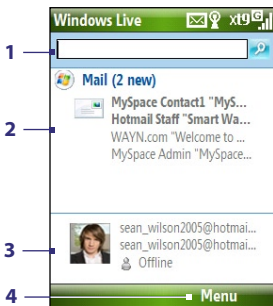 Windows Live xt9 G
1
Mail (2 new)
MySpace Contact1 "MyS...
2
Hotmail Staff "Smart Wa...
WAYN.com "Welcome to ...
MySpace Admin "MySpace...
sean_wilson2005@hotmai...
3
sean_wilson2005@hotmai...
Offline
4
Menu